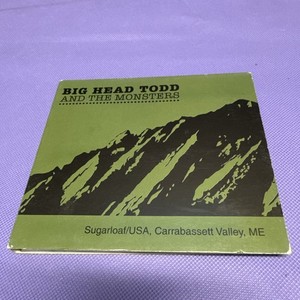 BIG HEAD TODD
AND THE MONSTERS
Sugarloaf/USA, Carrabassett Valley, ME